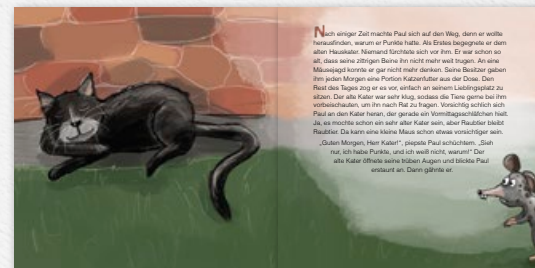 Nach einiger Zeit machte Paul sich auf den Weg, denn er wollte
herausfinden, warum er Punkte hatte. Als Erstes begegnete er dem
alten Hauskater. Niemand fürchtete sich vor ihm. Er war schon so
alt, dass seine zittrigen Beine ihn nicht mehr weit trugen. An eine
Mäusejagd konnte er gar nicht mehr denken. Seine Besitzer gaben
ihm jeden Morgen eine Portion Katzenfutter aus der Dose. Den
Rest des Tages zog er es vor, einfach an seinem Lieblingsplatz zu
sitzen. Der alte Kater war sehr klug, sodass die Tiere gerne bei ihm
vorbeischauten, um ihn nach Rat zu fragen. Vorsichtig schlich sich
Paul an den Kater heran, der gerade ein Vormittagsschläfchen hielt.
Ja, es mochte schon ein sehr alter Kater sein, aber Raubtier bleibt
Raubtier. Da kann eine kleine Maus schon etwas vorsichtiger sein.
„Guten Morgen, Herr Kater!“, piepste Paul schüchtern. „Sieh
nur, ich habe Punkte, und ich weiß nicht, warum!“ Der
alte Kater öffnete seine trüben Augen und blickte Paul
erstaunt an. Dann gähnte er.